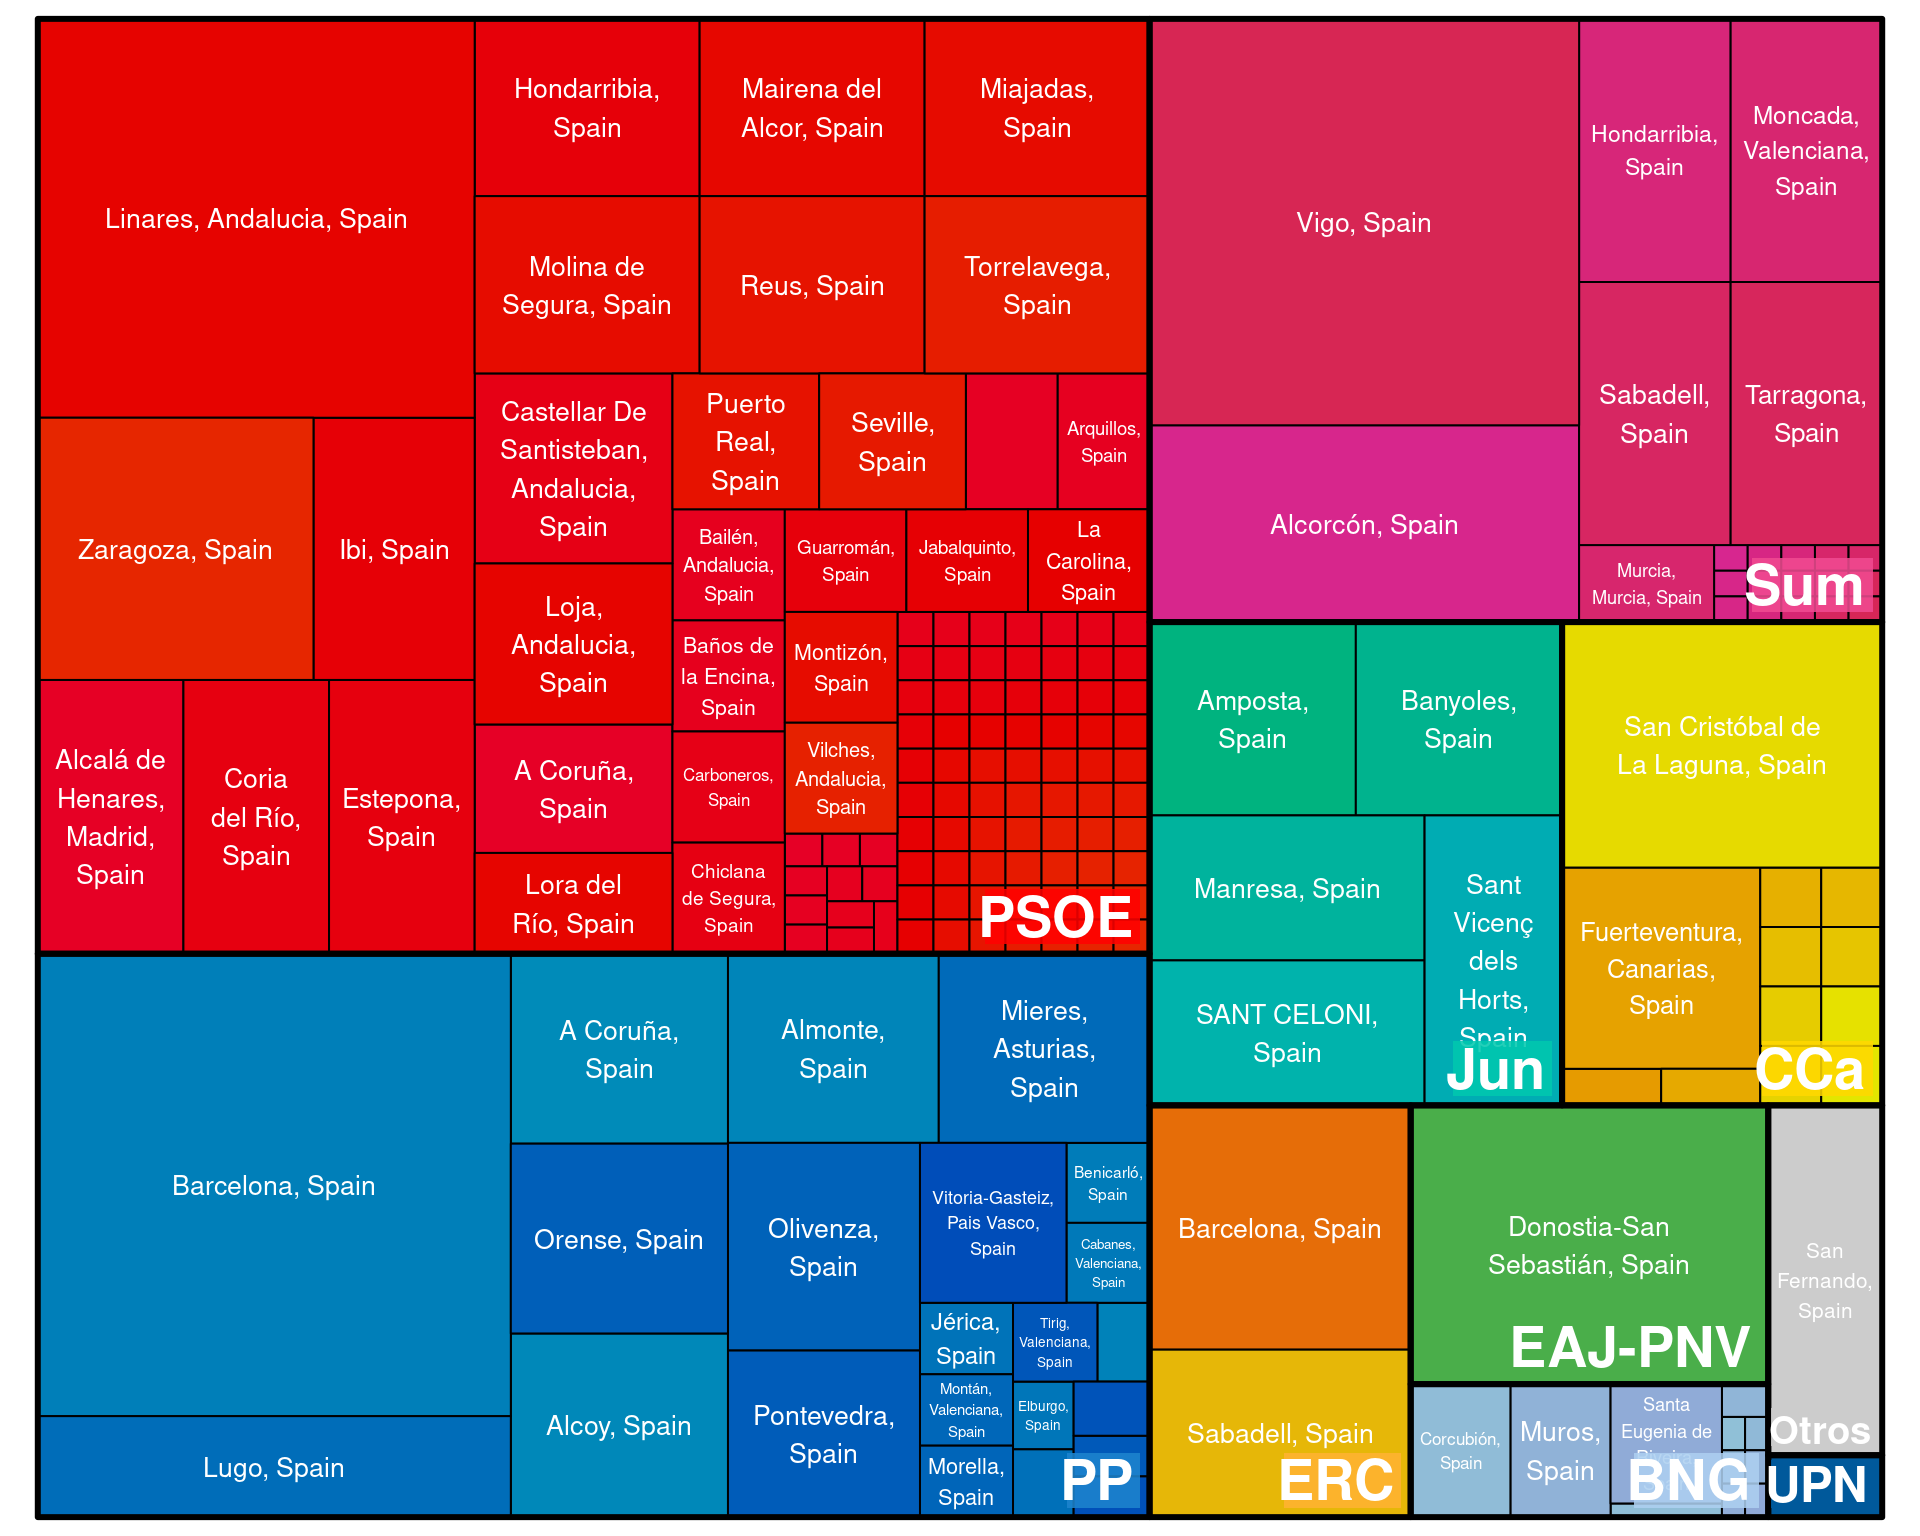 Linares, Andalucia, Spain
Hondarribia,
Spain
Mairena del
Alcor, Spain
Miajadas,
Spain
Molina de
Segura, Spain
Reus, Spain
Torrelavega,
Spain
Zaragoza, Spain
Ibi, Spain
Alcalá de
Henares,
Madrid,
Spain
Coria
del Río,
Spain
Estepona,
Spain
Castellar De
Santisteban,
Andalucia,
Spain
Loja,
Andalucia,
Spain
A Coruña,
Spain
Lora del
Río, Spain
Puerto
Real,
Spain
Seville,
Spain
Arquillos,
Spain
Bailén,
Andalucia,
Spain
Baños de
la Encina,
Spain
Carboneros,
Spain
Chiclana
de Segura,
Spain
Guarromán,
Spain
Jabalquinto,
Spain
La
Carolina,
Spain
Montizón,
Spain
Vilches,
Andalucia,
Spain
PSOE
Barcelona, Spain
Lugo, Spain
A Coruña,
Spain
Almonte,
Spain
Mieres,
Asturias,
Spain
Orense, Spain
Alcoy, Spain
Olivenza,
Spain
Pontevedra,
Spain
Vitoria-Gasteiz,
Pais Vasco,
Spain
Benicarló,
Spain
Cabanes,
Valenciana,
Spain
Jérica,
Spain
Tirig,
Valenciana,
Spain
Montán,
Valenciana,
Spain
Elburgo,
Spain
Morella,
Spain
PP
Vigo, Spain
Alcorcón, Spain
Hondarribia,
Spain
Moncada,
Valenciana,
Spain
Sabadell,
Spain
Tarragona,
Spain
Murcia,
Murcia, Spain
Sum
Amposta,
Spain
Banyoles,
Spain
Manresa, Spain
SANT CELONI,
Spain
Sant
Vicenç
dels
Horts,
Spain
Jun
San Cristóbal de
La Laguna, Spain
Fuerteventura,
Canarias,
Spain
CCa
Barcelona, Spain
Sabadell, Spain
ERC
Donostia-San
Sebastián, Spain
EAJ-PNV
Corcubión,
Spain
Muros,
Spain
Santa
Eugenia de
BNG
San
Fernando,
Spain
Otros
UPN